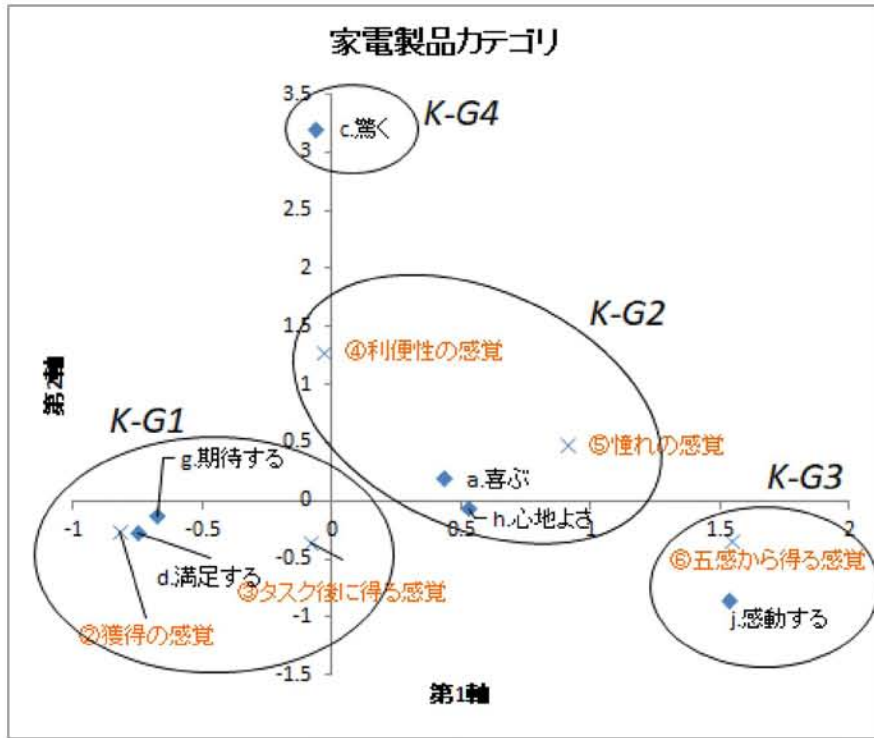 家電製品カテゴリ
3.5
K-G4
c.驚く
3
2.5
2
K-G2
1.5
④利便性の感覚
1
第2軸
K-G1
0.5
⑤憧れの感覚
g.期待する
a.喜ぶ
K-G3
0
-1
-0.5
0
0.5
h.心地よさ
1
1.5
2
-0.5
⑥五感から得る感覚
d.満足する
③タスク後に得る感覚
②獲得の感覚
-1
j.感動する
-1.5
第1軸